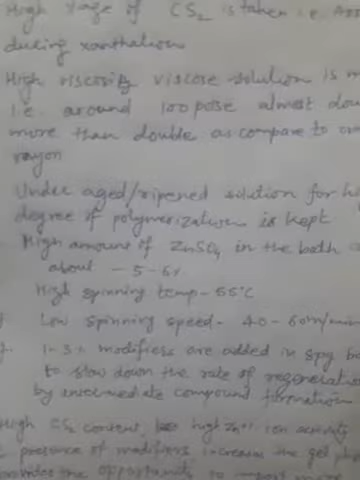 High %age of CS2 is taken i.e.
during xanthation
High viscosity viscose solution is
i.e. around 100 poise almost
more than double as compare to
rayon
Under aged/ripened solution for
degree of polymerization is kept
High amount of ZnSO4 in the bath
about - 5-6%
High spinning temp - 55°C
Low spinning speed - 40-60m/min
1-3% modifiers are added in spg
to slow down the rate of
by intermediate compound formation
High CS2 content, high Zn++ ion activity
presence of modifiers increases the gel
provides the opportunity to